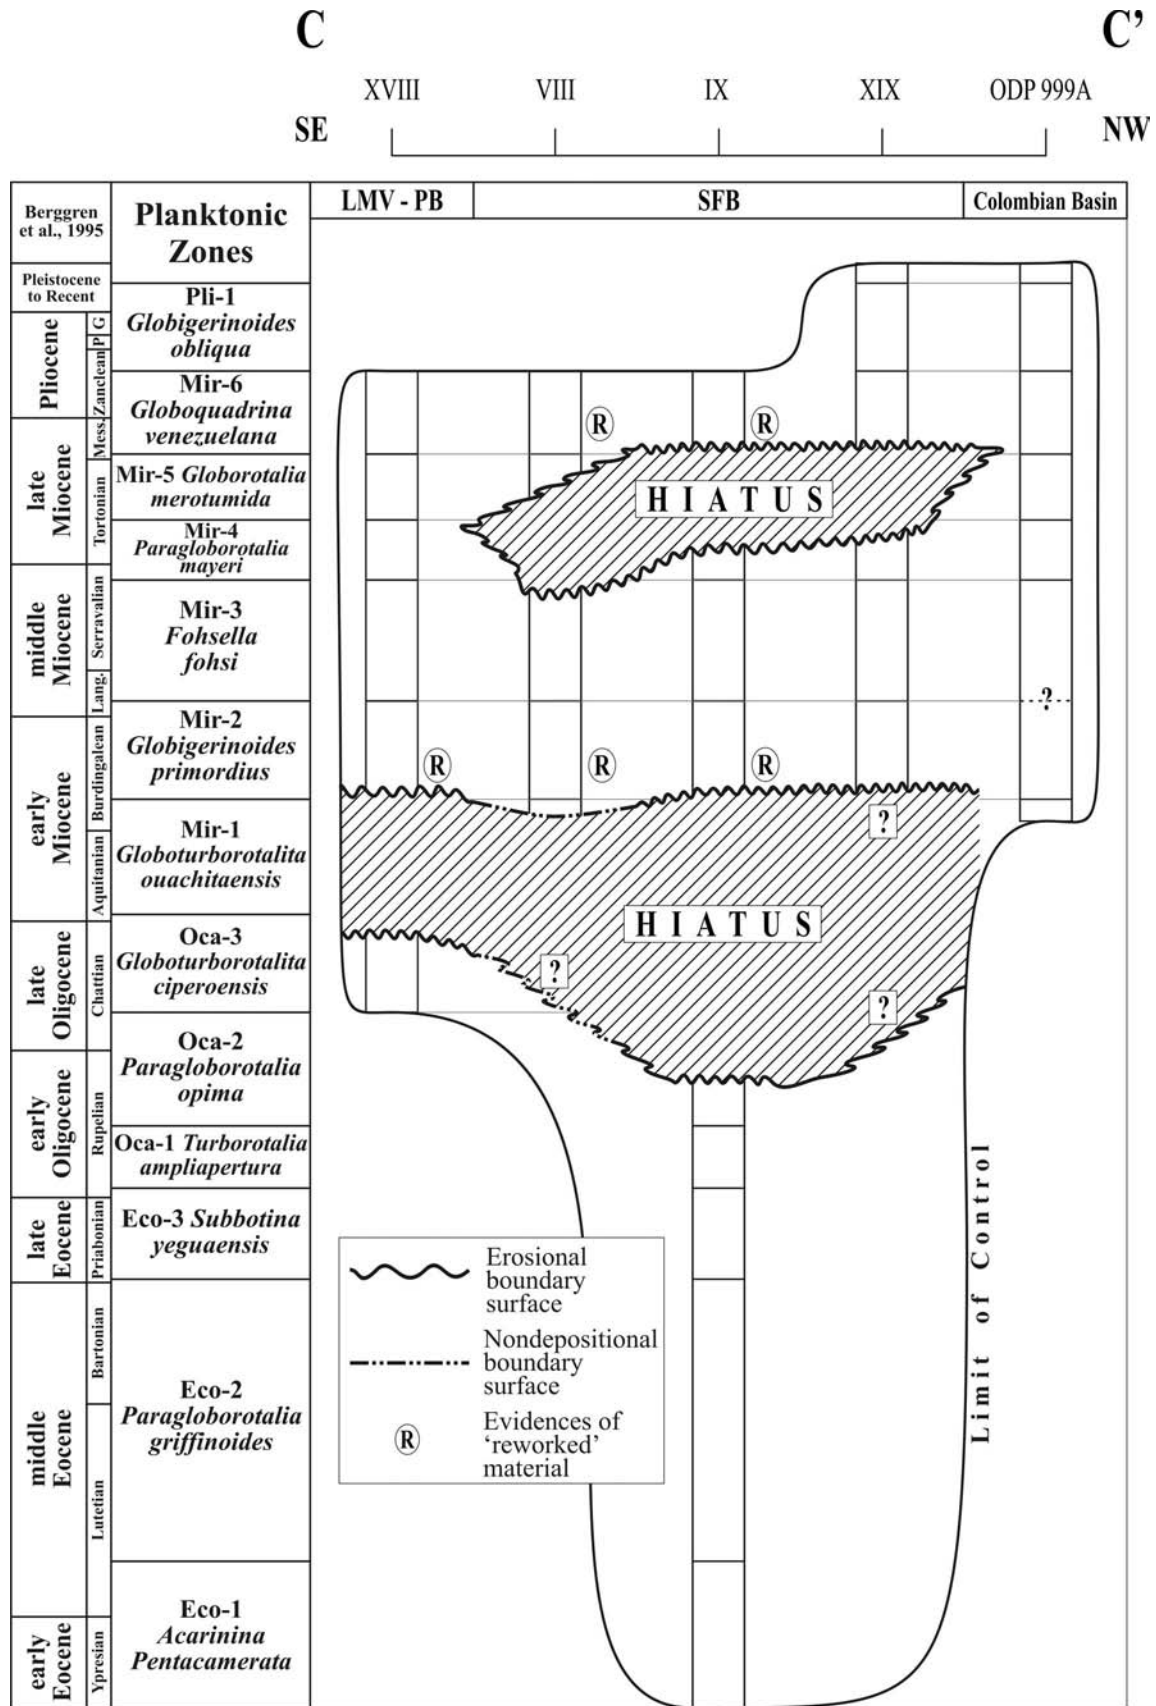 C C’
XVIII VIII IX XIX ODP 999A
SE NW
Berggren
et al., 1995
Planktonic
Zones
LMV - PB SFB Colombian Basin
Pleistocene
to Recent
Pliocene
G
P
Zanclean
late
Miocene
Mess.
Tortonian
middle
Miocene
Serravalian
Lang.
early
Miocene
Burdingalean
Aquitanian
late
Oligocene
Chattian
early
Oligocene
Rupelian
late
Eocene
Priabonian
middle
Eocene
Bartonian
Lutetian
early
Eocene
Ypresian
Pli-1
Globigerinoides
obliqua
Mir-6
Globoquadrina
venezuelana
Mir-5 Globorotalia
merotumida
Mir-4
Paragloborotalia
mayeri
Mir-3
Fohsella
fohsi
Mir-2
Globigerinoides
primordius
Mir-1
Globoturborotalita
ouachitaensis
Oca-3
Globoturborotalita
ciperoensis
Oca-2
Paragloborotalia
opima
Oca-1 Turborotalia
ampliapertura
Eco-3 Subbotina
yeguaensis
Eco-2
Paragloborotalia
griffinoides
Eco-1
Acarinina
Pentacamerata
R R
HIATUS
?
R R R
?
HIATUS
?
?
Limit of Control
Erosional
boundary
surface
Nondepositional
boundary
surface
R
Evidences of
‘reworked’
material